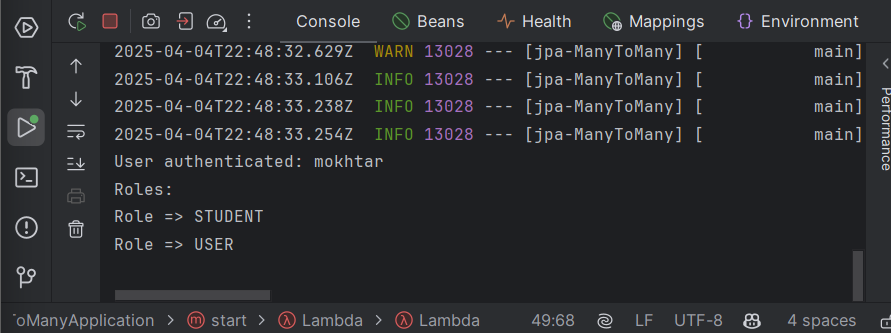 Console Beans Health Mappings Environment
2025-04-04T22:48:32.629Z  WARN 13028 --- [jpa-ManyToMany] [           main]
2025-04-04T22:48:33.106Z  INFO 13028 --- [jpa-ManyToMany] [           main]
2025-04-04T22:48:33.238Z  INFO 13028 --- [jpa-ManyToMany] [           main]
2025-04-04T22:48:33.254Z  INFO 13028 --- [jpa-ManyToMany] [           main]
User authenticated: mokhtar
Roles:
Role => STUDENT
Role => USER
Performance
oManyApplication > m start > λ Lambda > λ Lambda 49:68 LF UTF-8 4 spaces